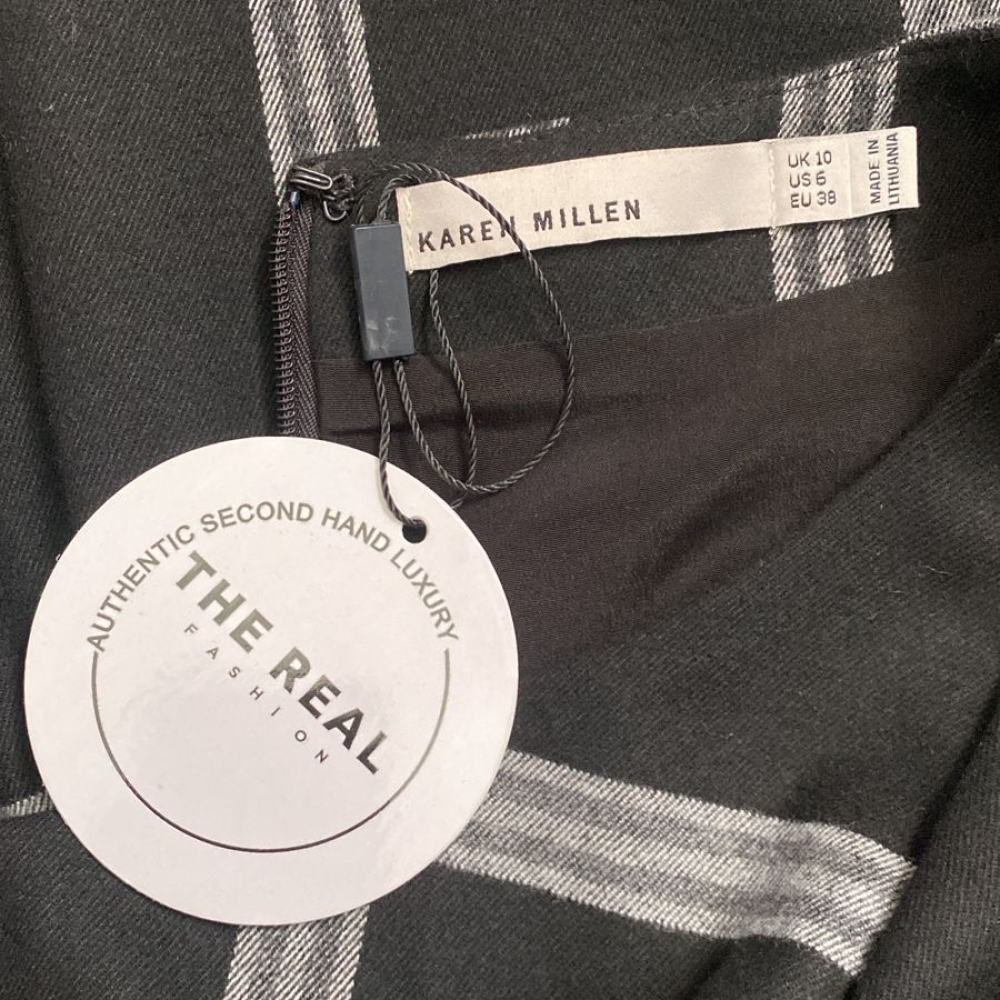 KAREN MILLEN
UK 10
US 6
EU 38
MADE IN
LITHUANIA
AUTHENTIC SECOND HAND LUXURY
THE REAL
FASHION